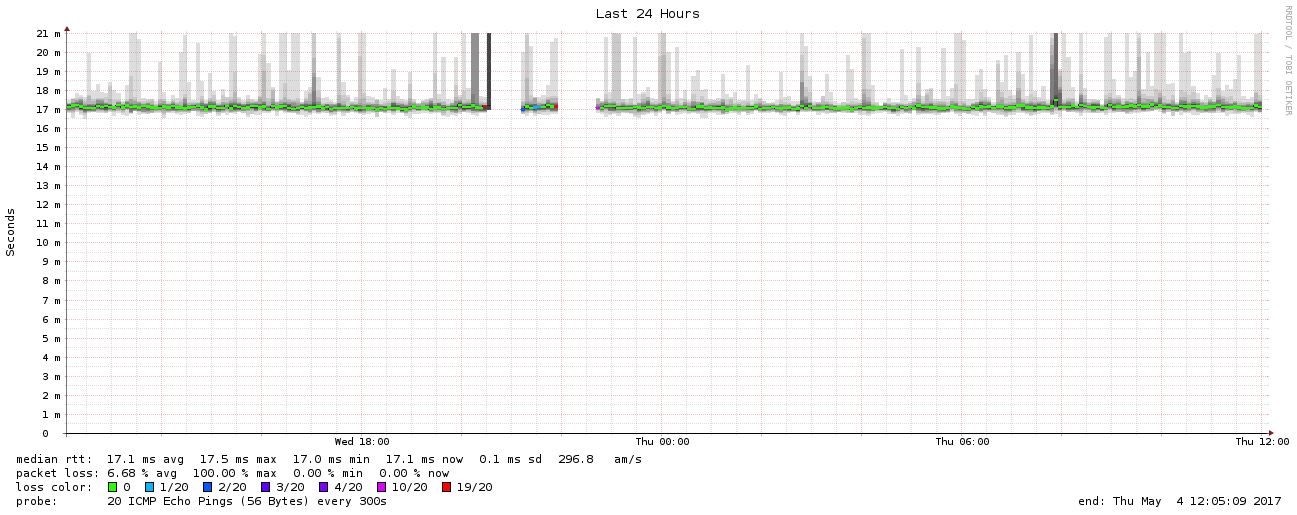 Last 24 Hours
RRDTOOL / TOBI OETIKER
Seconds
21 m
20 m
19 m
18 m
17 m
16 m
15 m
14 m
13 m
12 m
11 m
10 m
9 m
8 m
7 m
6 m
5 m
4 m
3 m
2 m
1 m
0
Wed 18:00 Thu 00:00 Thu 06:00 Thu 12:00
median rtt: 17.1 ms avg 17.5 ms max 17.0 ms min 17.1 ms now 0.1 ms sd 296.8 am/s
packet loss: 6.68 % avg 100.00 % max 0.00 % min 0.00 % now
loss color: 0 1/20 2/20 3/20 4/20 10/20 19/20
probe: 20 ICMP Echo Pings (56 Bytes) every 300s end: Thu May 4 12:05:09 2017